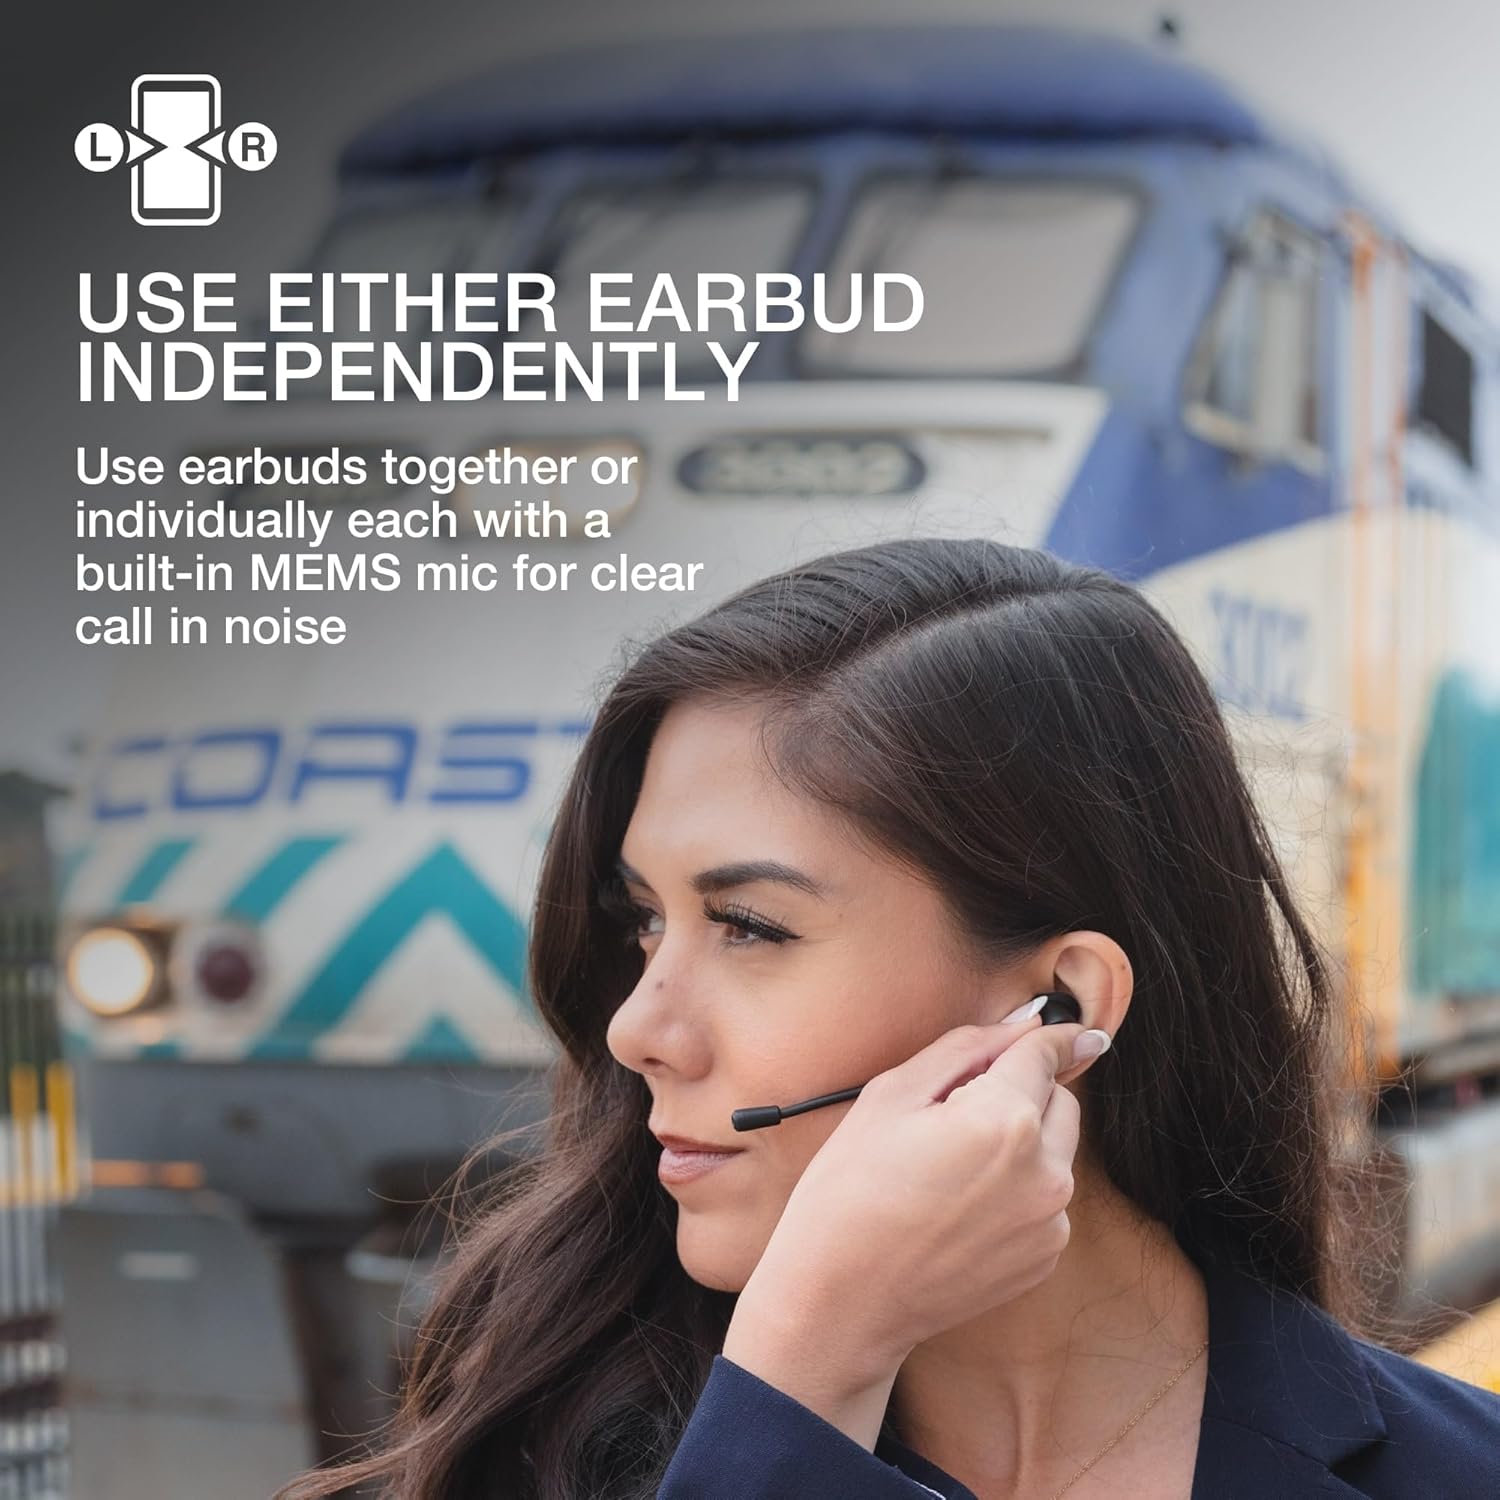 L R
USE EITHER EARBUD
INDEPENDENTLY
Use earbuds together or
individually each with a
built-in MEMS mic for clear
call in noise
COAS